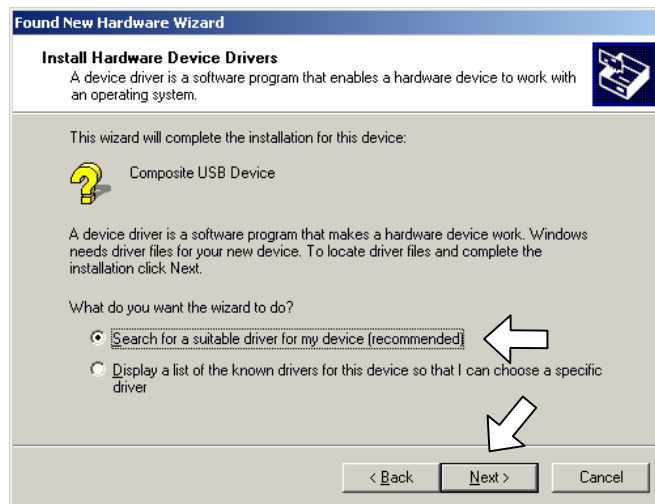 Found New Hardware Wizard
Install Hardware Device Drivers
A device driver is a software program that enables a hardware device to work with
an operating system.
This wizard will complete the installation for this device:
Composite USB Device
A device driver is a software program that makes a hardware device work. Windows
needs driver files for your new device. To locate driver files and complete the
installation click Next.
What do you want the wizard to do?
Search for a suitable driver for my device (recommended)
Display a list of the known drivers for this device so that I can choose a specific
driver
< Back Next > Cancel